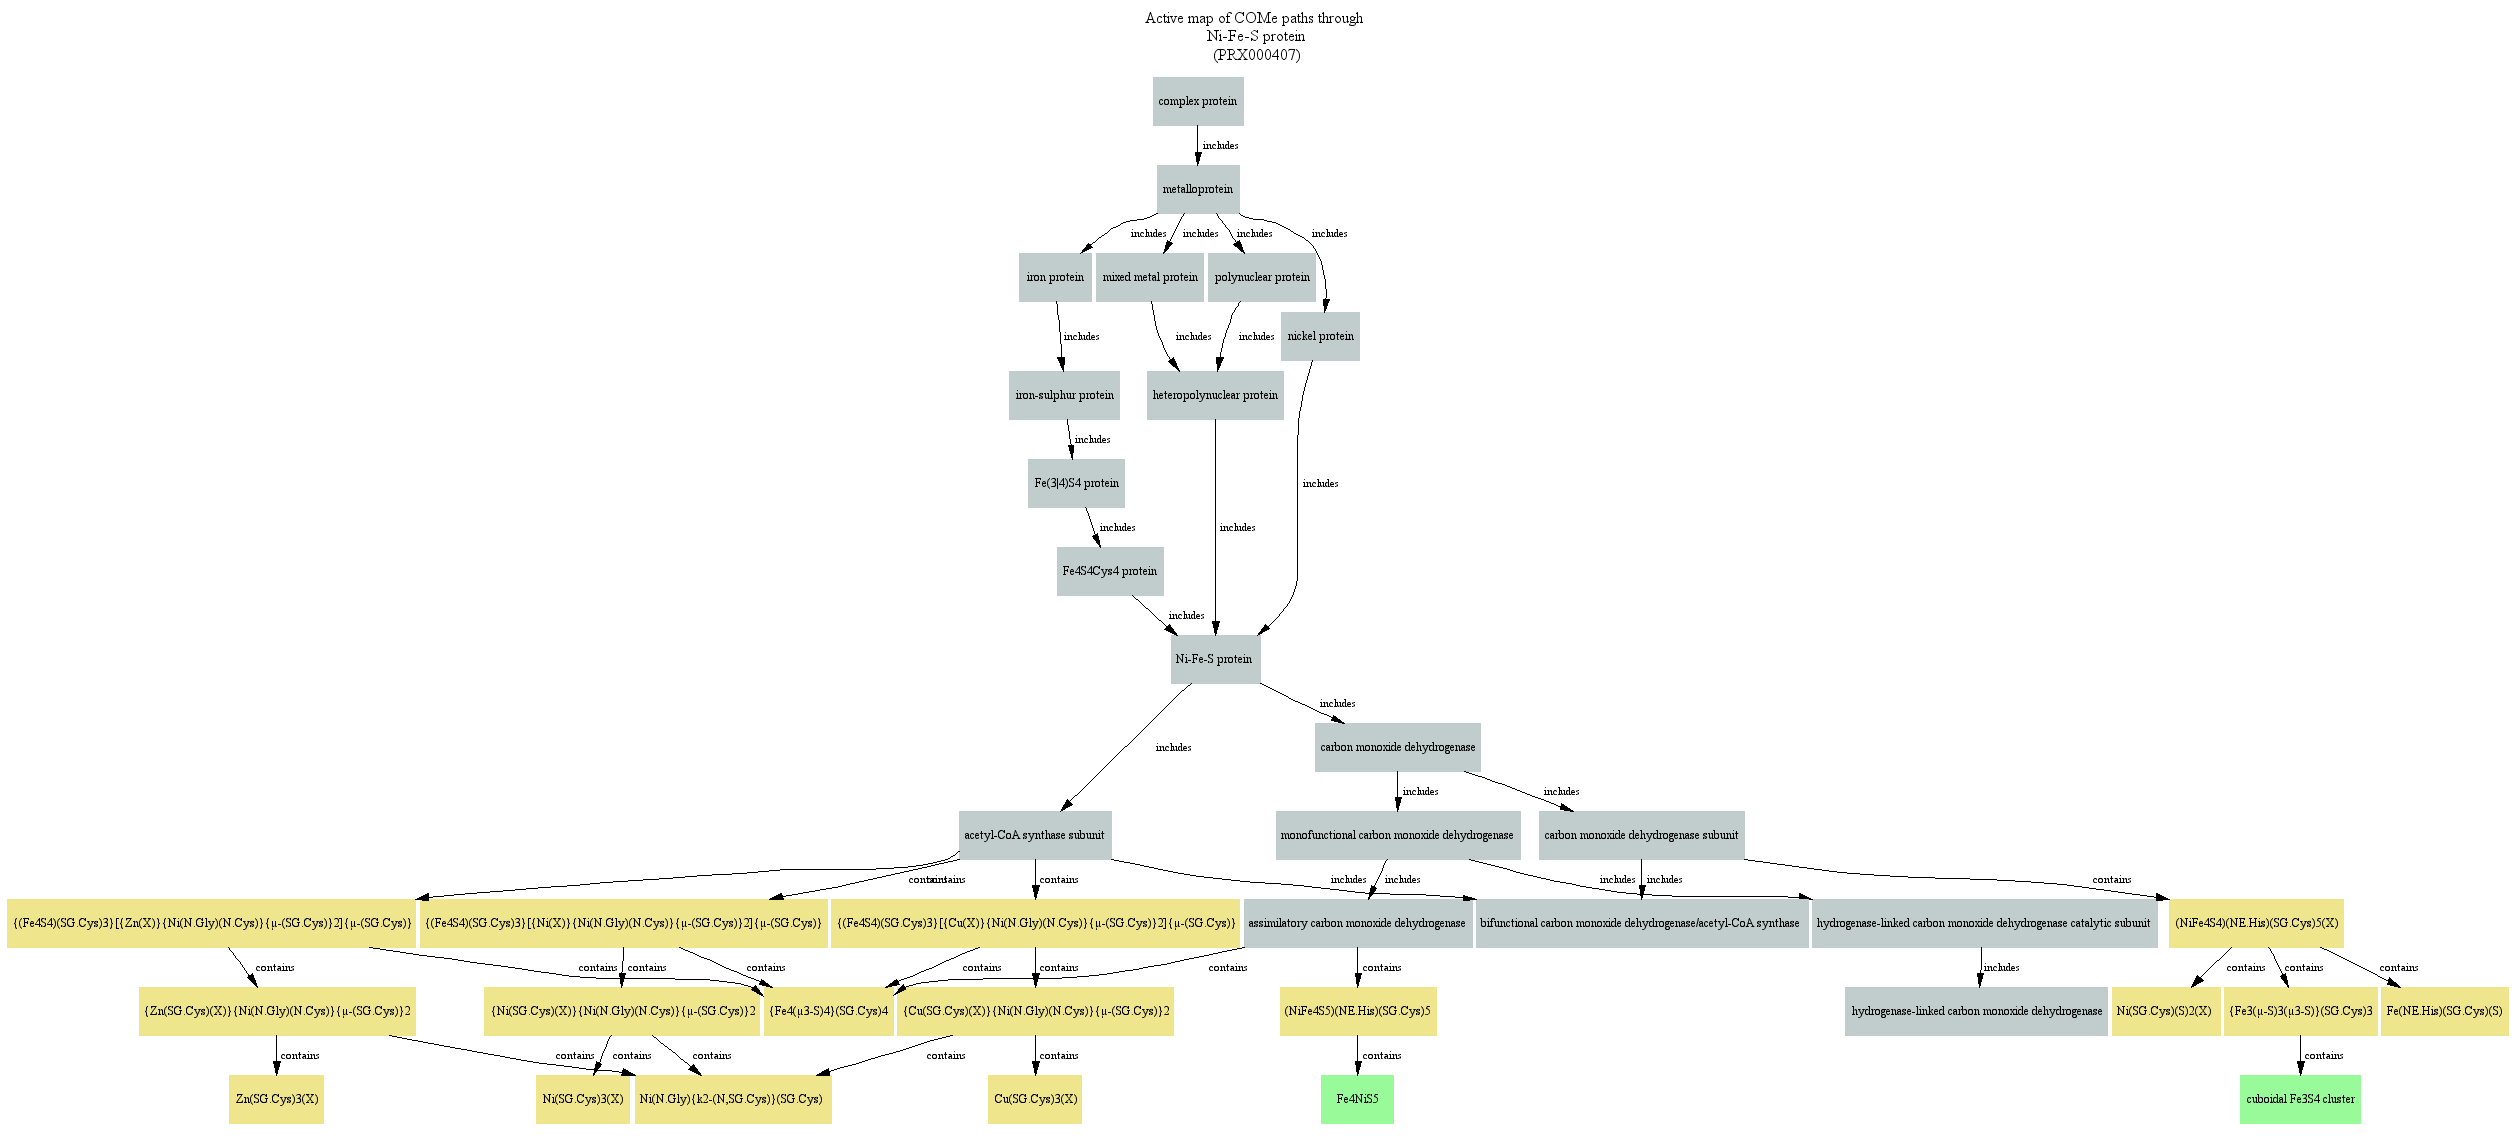 Active map of COMe paths through
Ni-Fe-S protein
(PRX000407)
complex protein
includes
metalloprotein
includes
includes
includes
includes
iron protein
mixed metal protein
polynuclear protein
nickel protein
includes
includes
includes
iron-sulphur protein
heteropolynuclear protein
includes
Fe(3|4)S4 protein
includes
includes
includes
Fe4S4Cys4 protein
includes
Ni-Fe-S protein
includes
includes
carbon monoxide dehydrogenase
includes
includes
acetyl-CoA synthase subunit
monofunctional carbon monoxide dehydrogenase
carbon monoxide dehydrogenase subunit
contains
contains
contains
includes
includes
includes
includes
contains
{(Fe4S4)(SG.Cys)3}[{Zn(X)}{Ni(N.Gly)(N.Cys)}{μ-(SG.Cys)}2]{μ-(SG.Cys)}
{(Fe4S4)(SG.Cys)3}[{Ni(X)}{Ni(N.Gly)(N.Cys)}{μ-(SG.Cys)}2]{μ-(SG.Cys)}
{(Fe4S4)(SG.Cys)3}[{Cu(X)}{Ni(N.Gly)(N.Cys)}{μ-(SG.Cys)}2]{μ-(SG.Cys)}
assimilatory carbon monoxide dehydrogenase
bifunctional carbon monoxide dehydrogenase/acetyl-CoA synthase
hydrogenase-linked carbon monoxide dehydrogenase catalytic subunit
(NiFe4S4)(NE.His)(SG.Cys)5(X)
contains
contains
contains
contains
contains
contains
contains
contains
includes
contains
contains
contains
{Zn(SG.Cys)(X)}{Ni(N.Gly)(N.Cys)}{μ-(SG.Cys)}2
{Ni(SG.Cys)(X)}{Ni(N.Gly)(N.Cys)}{μ-(SG.Cys)}2
{Fe4(μ3-S)4}(SG.Cys)4
{Cu(SG.Cys)(X)}{Ni(N.Gly)(N.Cys)}{μ-(SG.Cys)}2
(NiFe4S5)(NE.His)(SG.Cys)5
hydrogenase-linked carbon monoxide dehydrogenase
Ni(SG.Cys)(S)2(X)
{Fe3(μ-S)3(μ3-S)}(SG.Cys)3
Fe(NE.His)(SG.Cys)(S)
contains
contains
contains
contains
contains
contains
contains
contains
Zn(SG.Cys)3(X)
Ni(SG.Cys)3(X)
Ni(N.Gly){k2-(N,SG.Cys)}(SG.Cys)
Cu(SG.Cys)3(X)
Fe4NiS5
cuboidal Fe3S4 cluster